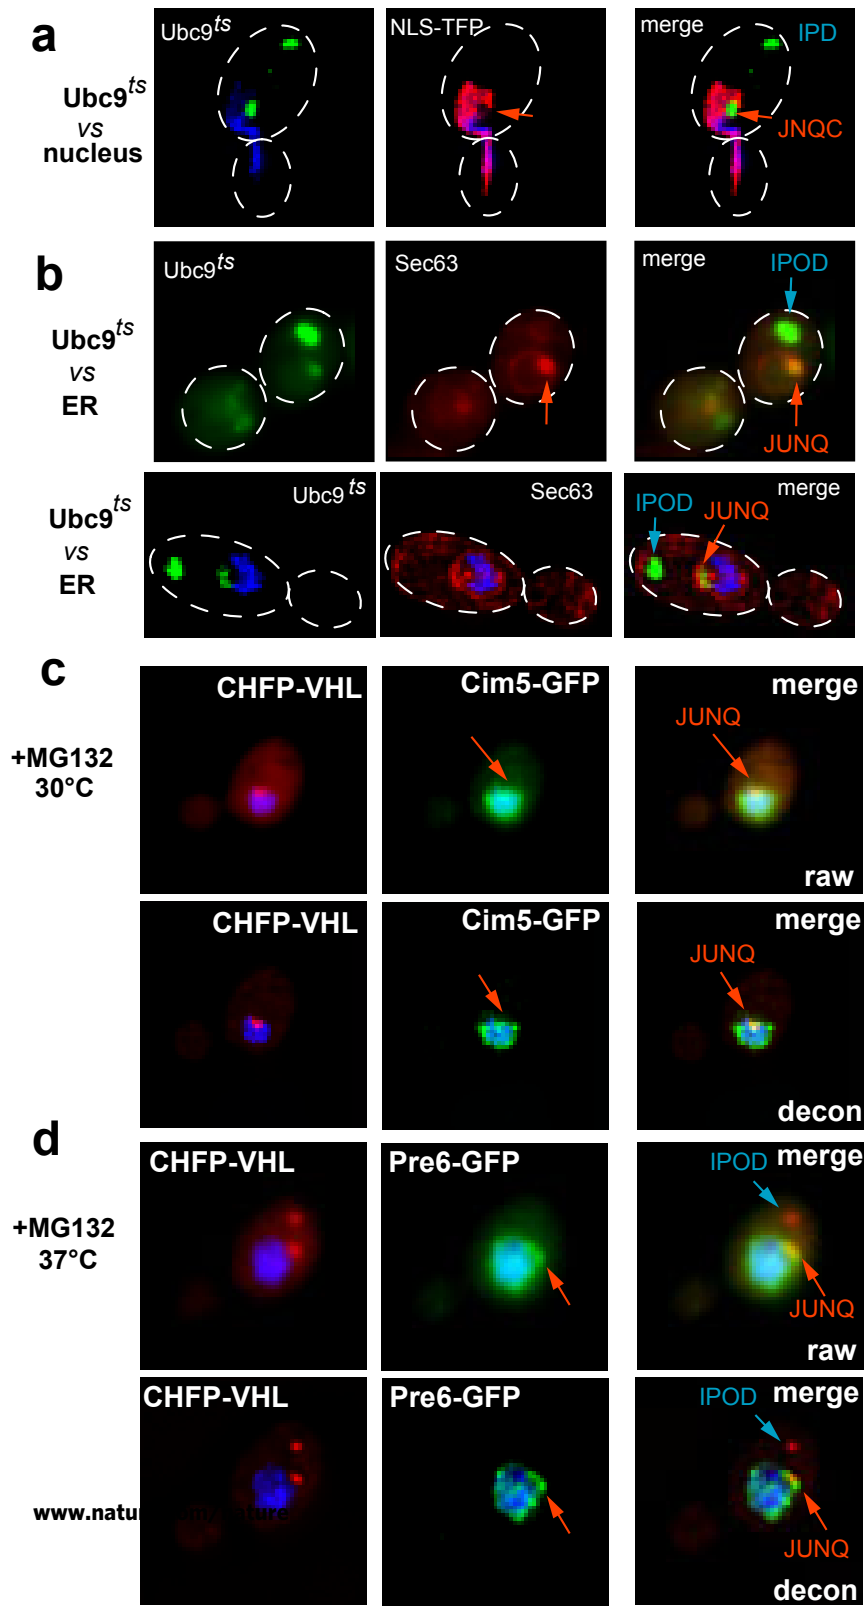 a
Ubc9ts
NLS-TFP
merge
IPD
Ubc9ts
vs
nucleus
JNQC
b
Ubc9ts
Sec63
merge
IPOD
Ubc9ts
vs
ER
JUNQ
Ubc9ts
Sec63
merge
Ubc9ts
vs
ER
IPOD
JUNQ
c
CHFP-VHL
Cim5-GFP
merge
JUNQ
+MG132
30°C
raw
CHFP-VHL
Cim5-GFP
merge
JUNQ
decon
d
CHFP-VHL
Pre6-GFP
merge
IPOD
+MG132
37°C
JUNQ
raw
CHFP-VHL
Pre6-GFP
merge
IPOD
JUNQ
decon